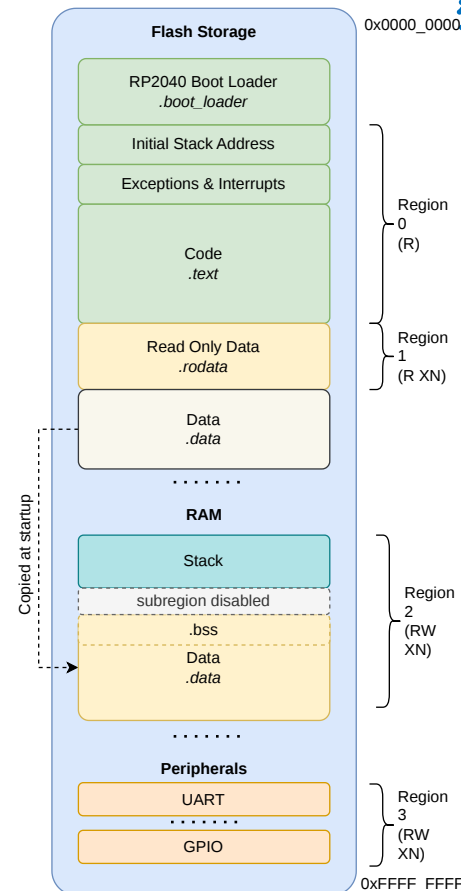 Flash Storage
0x0000_0000
RP2040 Boot Loader
.boot_loader
Initial Stack Address
Exceptions & Interrupts
Code
.text
Region
0
(R)
Read Only Data
.rodata
Region
1
(R XN)
Data
.data
.......
Copied at startup
RAM
Stack
subregion disabled
.bss
Data
.data
Region
2
(RW
XN)
.......
Peripherals
UART
.......
GPIO
Region
3
(RW
XN)
0xFFFF_FFFF